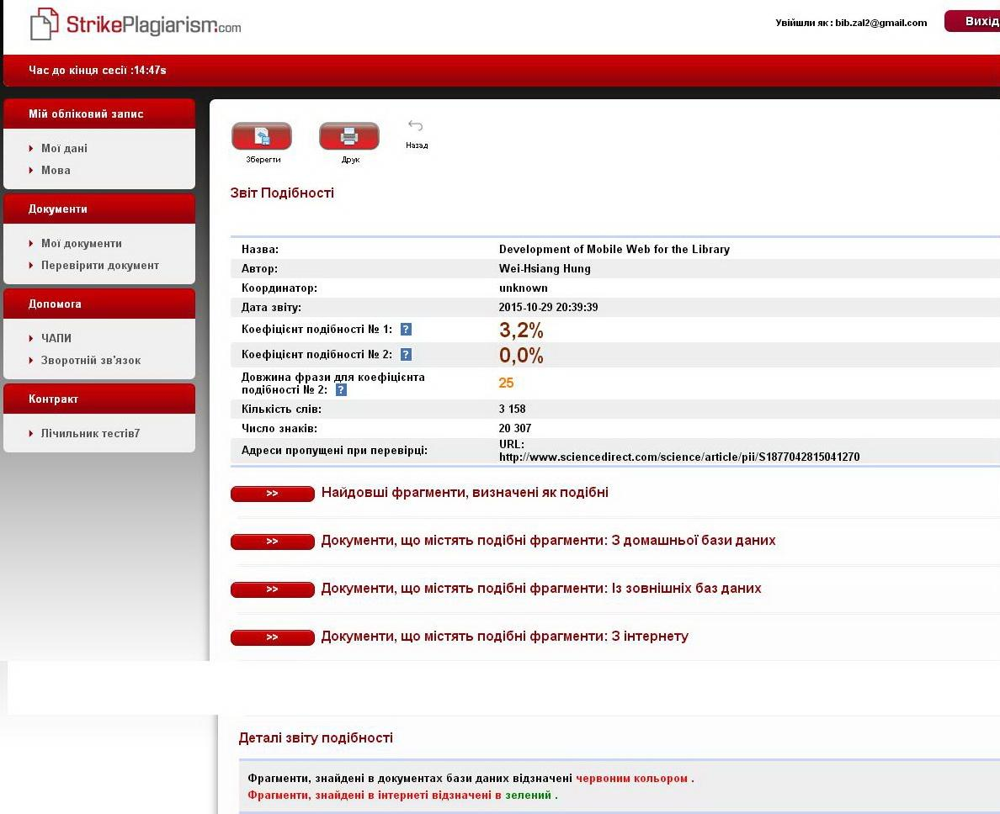 StrikePlagiarism.com
Увійшли як : bib.zal2@gmail.com
Вихід
Час до кінця сесії :14:47s
Мій обліковий запис
Мої дані
Мова
Документи
Мої документи
Перевірити документ
Допомога
ЧАПИ
Зворотній зв'язок
Контракт
Лічильник тестів7
Зберегти
Друк
Назад
Звіт Подібності
Назва: Development of Mobile Web for the Library
Автор: Wei-Hsiang Hung
Координатор: unknown
Дата звіту: 2015-10-29 20:39:39
Коефіцієнт подібності № 1: ? 3,2%
Коефіцієнт подібності № 2: ? 0,0%
Довжина фрази для коефіцієнта
подібності № 2: ? 25
Кількість слів: 3 158
Число знаків: 20 307
Адреси пропущені при перевірці: URL:
http://www.sciencedirect.com/science/article/pii/S1877042815041270
>> Найдовші фрагменти, визначені як подібні
>> Документи, що містять подібні фрагменти: З домашньої бази даних
>> Документи, що містять подібні фрагменти: Із зовнішніх баз даних
>> Документи, що містять подібні фрагменти: З інтернету
Деталі звіту подібності
Фрагменти, знайдені в документах бази даних відзначені червоним кольором .
Фрагменти, знайдені в інтернеті відзначені в зелений .